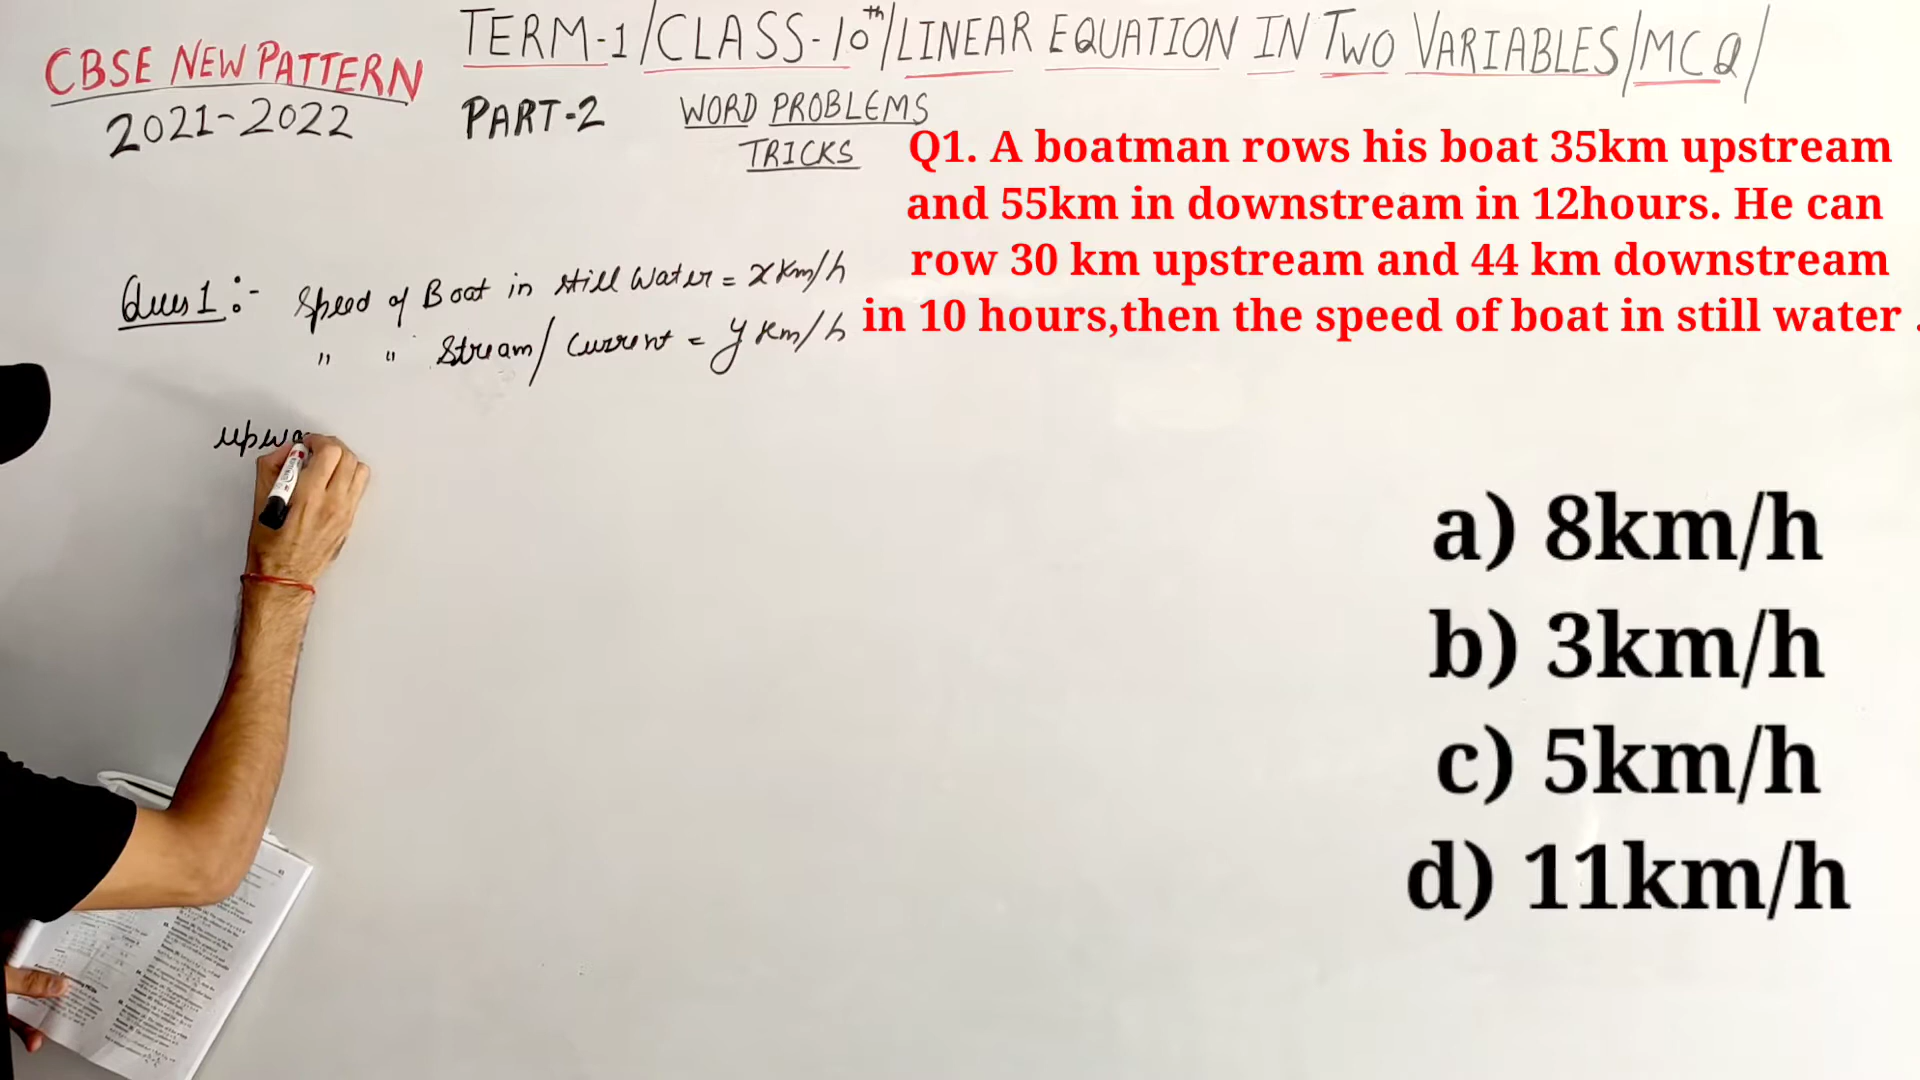 CBSE NEW PATTERN
2021-2022
TERM-1/CLASS-10th/LINEAR EQUATION IN TWO VARIABLES/MCQ/
PART-2
WORD PROBLEMS
TRICKS
Q1. A boatman rows his boat 35km upstream
and 55km in downstream in 12hours. He can
row 30 km upstream and 44 km downstream
in 10 hours,then the speed of boat in still water .
Ques 1 :- Speed of Boat in still Water = x km/h
" " Stream/Current = y km/h
upwa
a) 8km/h
b) 3km/h
c) 5km/h
d) 11km/h